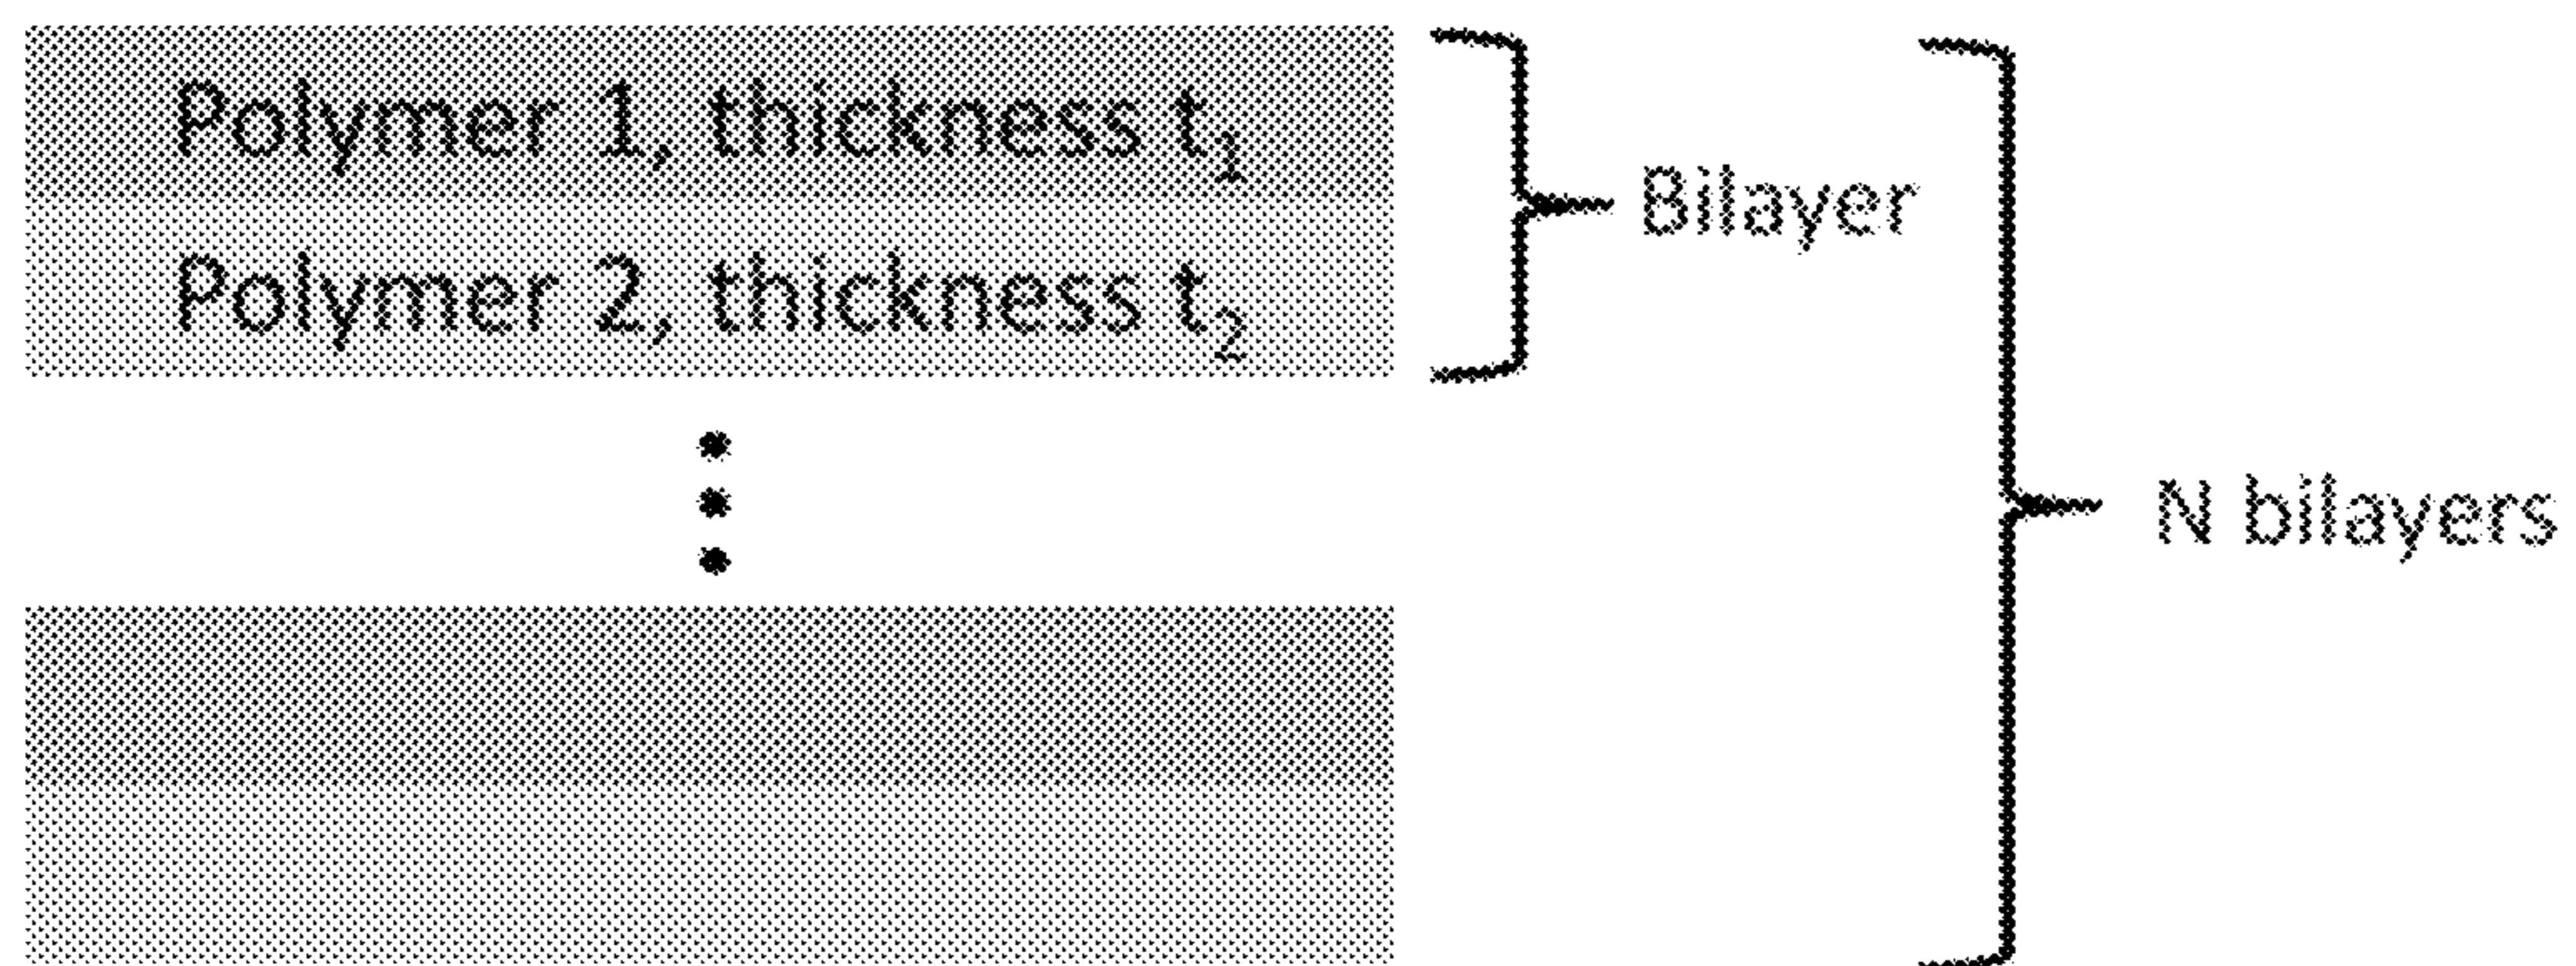 Polymer 1, thickness t₁
Polymer 2, thickness t₂
Bilayer
N bilayers